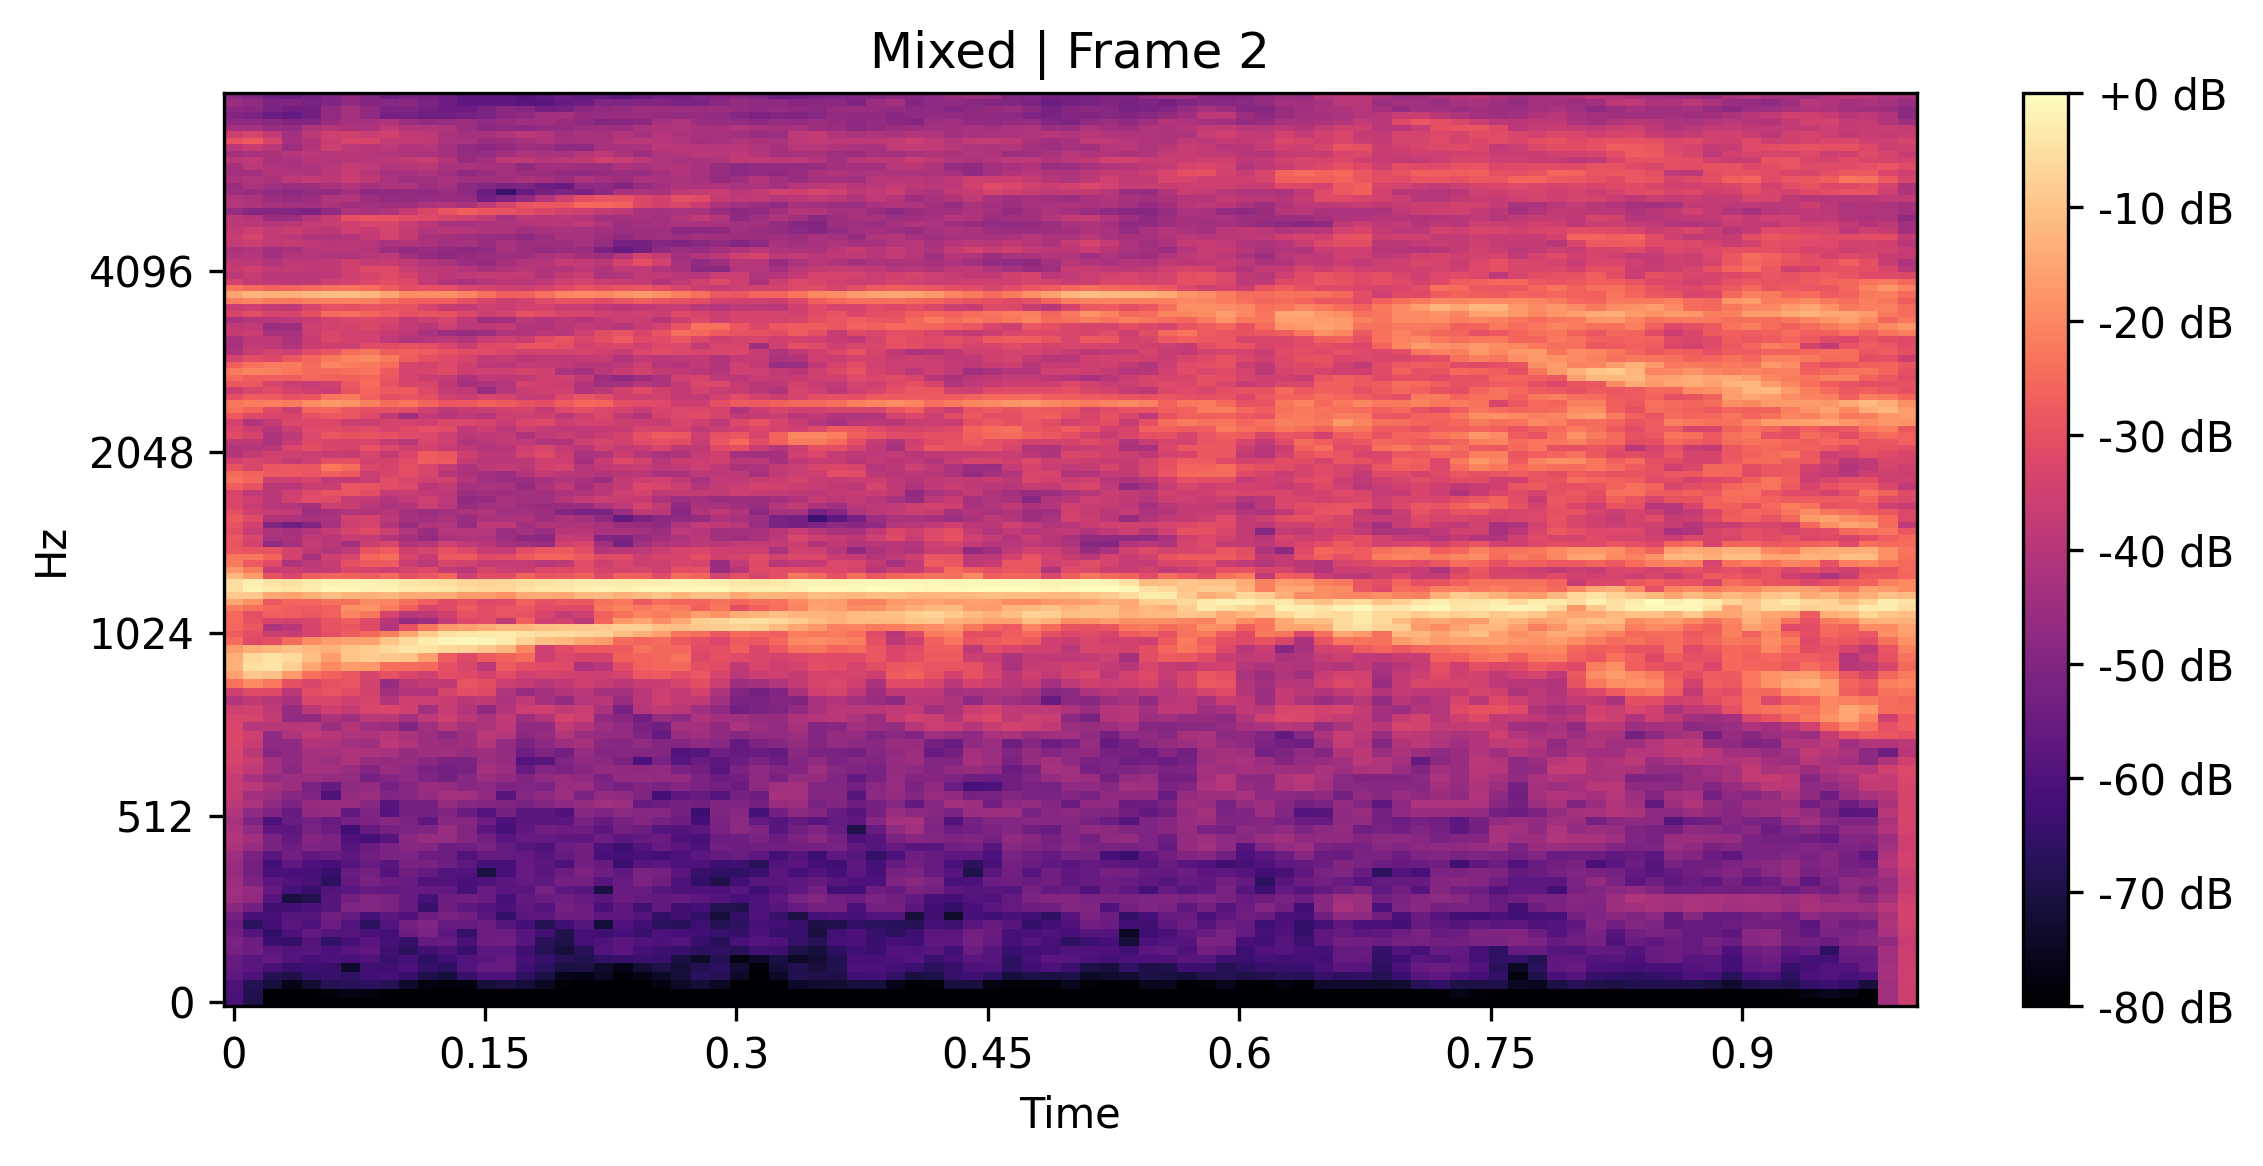 Mixed | Frame 2
Hz
4096
2048
1024
512
0
0 0.15 0.3 0.45 0.6 0.75 0.9
Time
+0 dB
-10 dB
-20 dB
-30 dB
-40 dB
-50 dB
-60 dB
-70 dB
-80 dB